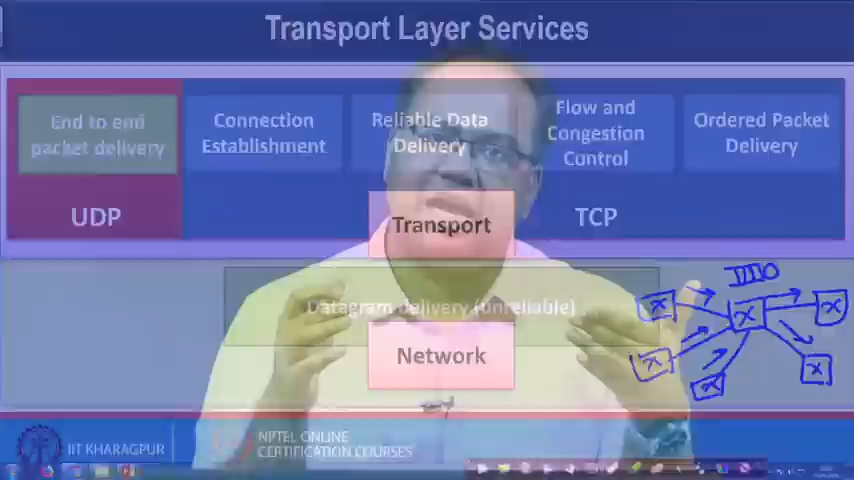 Transport Layer Services
End to end
packet delivery
Connection
Establishment
Reliable Data
Delivery
Flow and
Congestion
Control
Ordered Packet
Delivery
UDP
Transport
TCP
Datagram delivery (unreliable)
X
X
X
X
X
X
Network
IIT KHARAGPUR
NPTEL ONLINE
CERTIFICATION COURSES